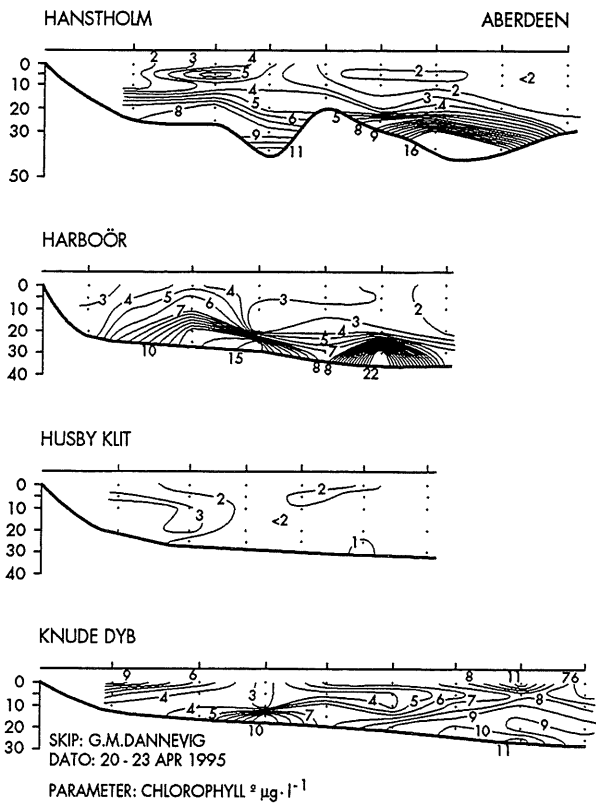 HANSTHOLM ABERDEEN
2 3 4
0 5 2 <2
10 4 2
3
20 8 5 4
6 5
30 9 8 9
11 16
50
HARBOÖR
0 3 4 5 4 3 2
10 6
7 3
20 4
5
30 10 15 7
8 8 22
40
HUSBY KLIT
0 2 2
10
3 <2
20
30 1
40
KNUDE DYB
9 6 8 11 76
0 4 3 4 5 6 7 8
10 4 5 7 9 9
20 10 10
30 11
SKIP: G.M.DANNEVIG
DATO: 20 - 23 APR 1995
PARAMETER: CHLOROPHYLL ª µg·l⁻¹